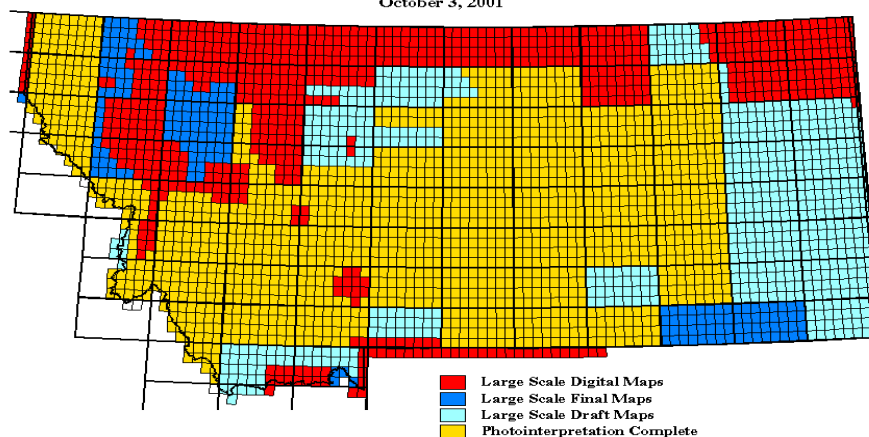 October 3, 2001
Large Scale Digital Maps
Large Scale Final Maps
Large Scale Draft Maps
Photointerpretation Complete